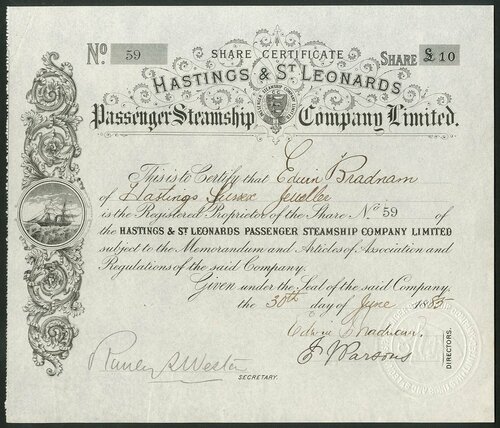 No 59 SHARE CERTIFICATE SHARE £10
HASTINGS & ST LEONARDS
Passenger Steamship Company Limited.
This is to Certify that Edwin Bradnam
of Hastings Sussex Jeweller
is the Registered Proprietor of the Share No 59 of
the HASTINGS & ST LEONARDS PASSENGER STEAMSHIP COMPANY LIMITED
subject to the Memorandum and Articles of Association and
Regulations of the said Company.
Given under the Seal of the said Company,
the 30th day of June 1885
Edwin Bradnam
Parsons
DIRECTORS.
SECRETARY.